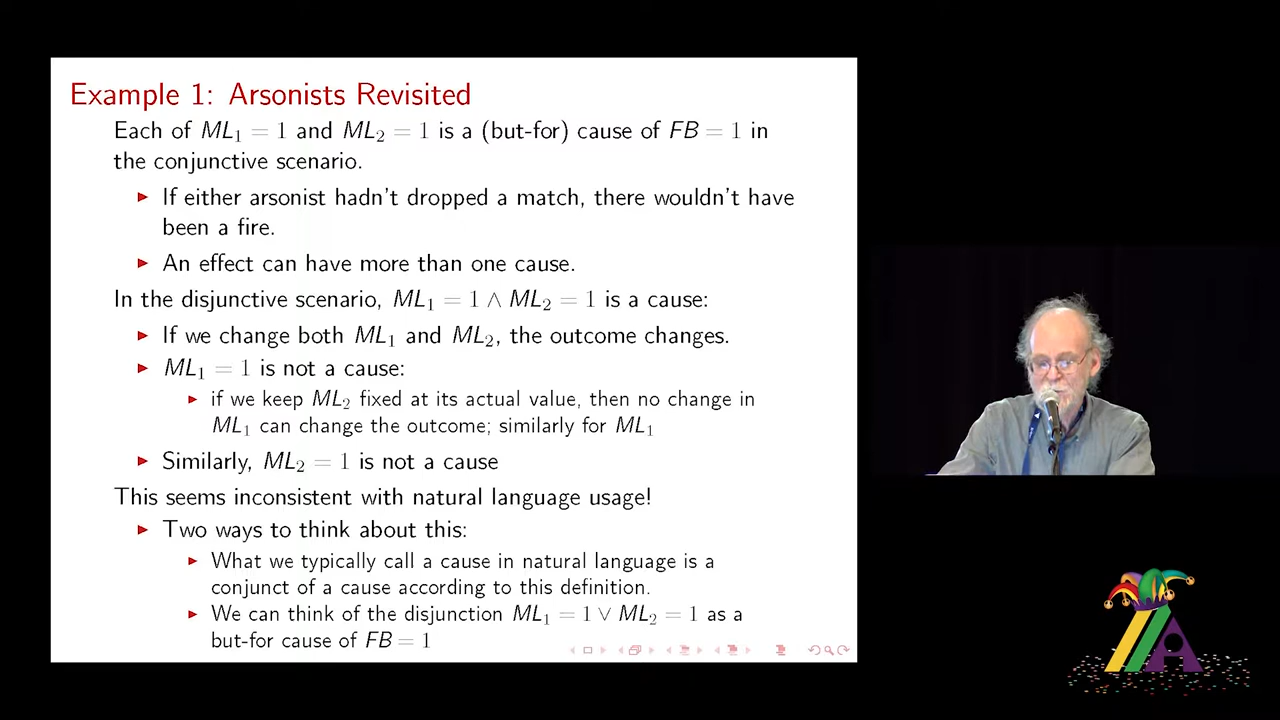 Example 1: Arsonists Revisited
Each of ML₁ = 1 and ML₂ = 1 is a (but-for) cause of FB = 1 in
the conjunctive scenario.
If either arsonist hadn't dropped a match, there wouldn't have
been a fire.
An effect can have more than one cause.
In the disjunctive scenario, ML₁ = 1 ∧ ML₂ = 1 is a cause:
If we change both ML₁ and ML₂, the outcome changes.
ML₁ = 1 is not a cause:
if we keep ML₂ fixed at its actual value, then no change in
ML₁ can change the outcome; similarly for ML₁
Similarly, ML₂ = 1 is not a cause
This seems inconsistent with natural language usage!
Two ways to think about this:
What we typically call a cause in natural language is a
conjunct of a cause according to this definition.
We can think of the disjunction ML₁ = 1 ∨ ML₂ = 1 as a
but-for cause of FB = 1